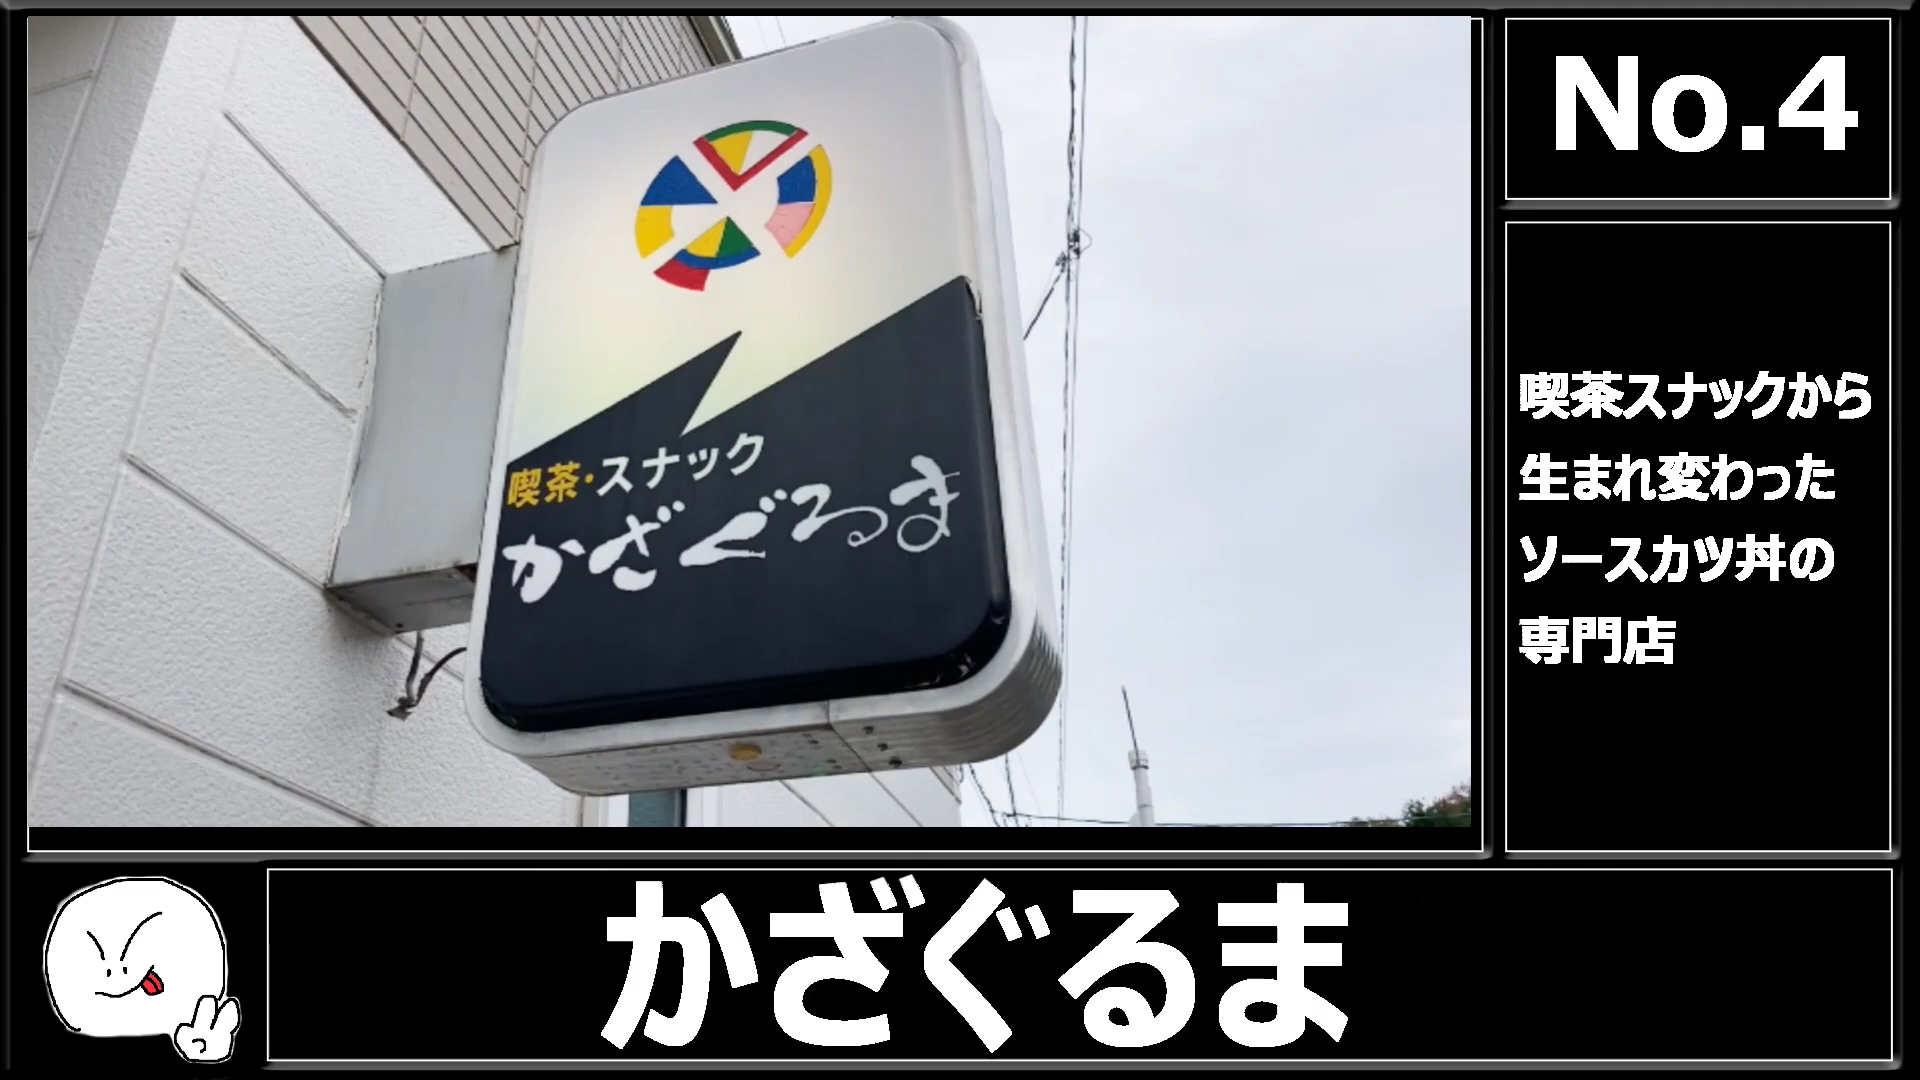 No.4
喫茶・スナック
かざぐるま
喫茶スナックから
生まれ変わった
ソースカツ丼の
専門店
かざぐるま